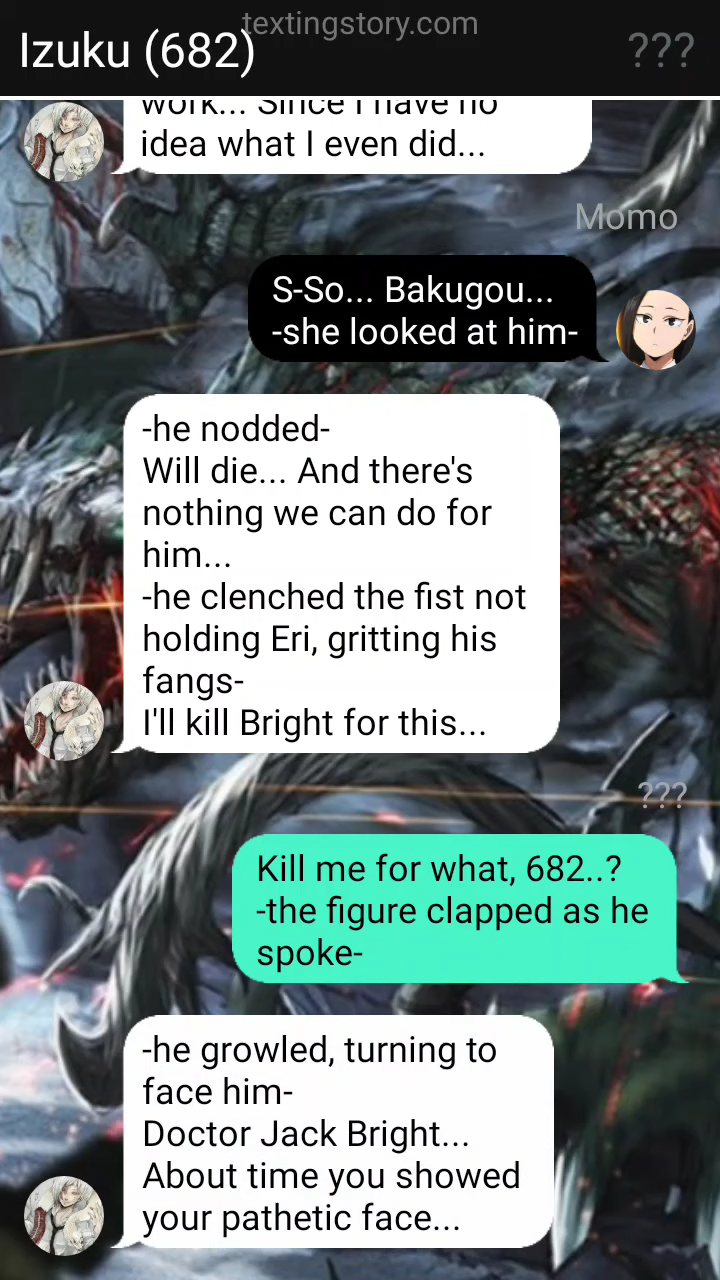 textingstory.com
Izuku (682)
???
work... Since I have no
idea what I even did...
Momo
S-So... Bakugou...
-she looked at him-
-he nodded-
Will die... And there's
nothing we can do for
him...
-he clenched the fist not
holding Eri, gritting his
fangs-
I'll kill Bright for this...
???
Kill me for what, 682..?
-the figure clapped as he
spoke-
-he growled, turning to
face him-
Doctor Jack Bright...
About time you showed
your pathetic face...